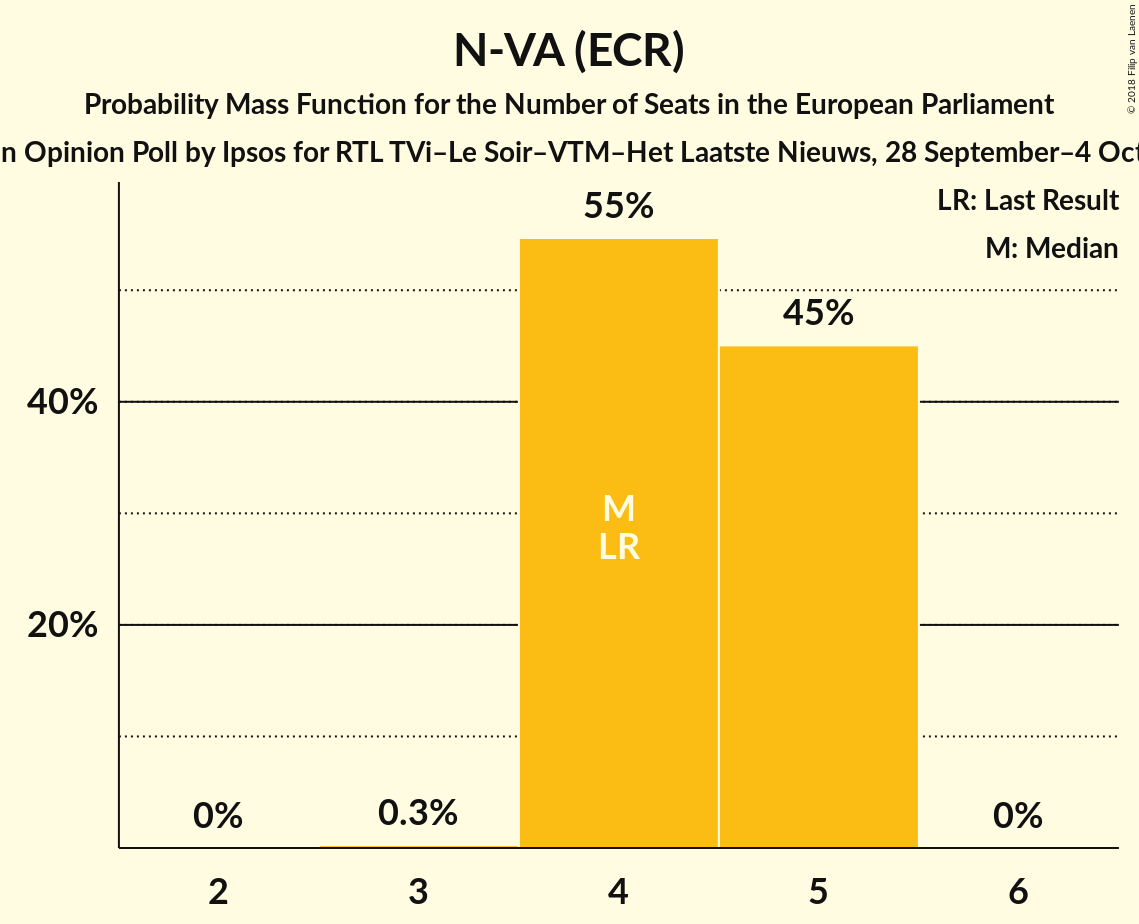 N-VA (ECR)
Probability Mass Function for the Number of Seats in the European Parliament
n Opinion Poll by Ipsos for RTL TVi–Le Soir–VTM–Het Laatste Nieuws, 28 September–4 Oct
© 2018 Filip van Laenen
LR: Last Result
M: Median
55%
45%
40%
M
LR
20%
0%
0.3%
0%
2
3
4
5
6